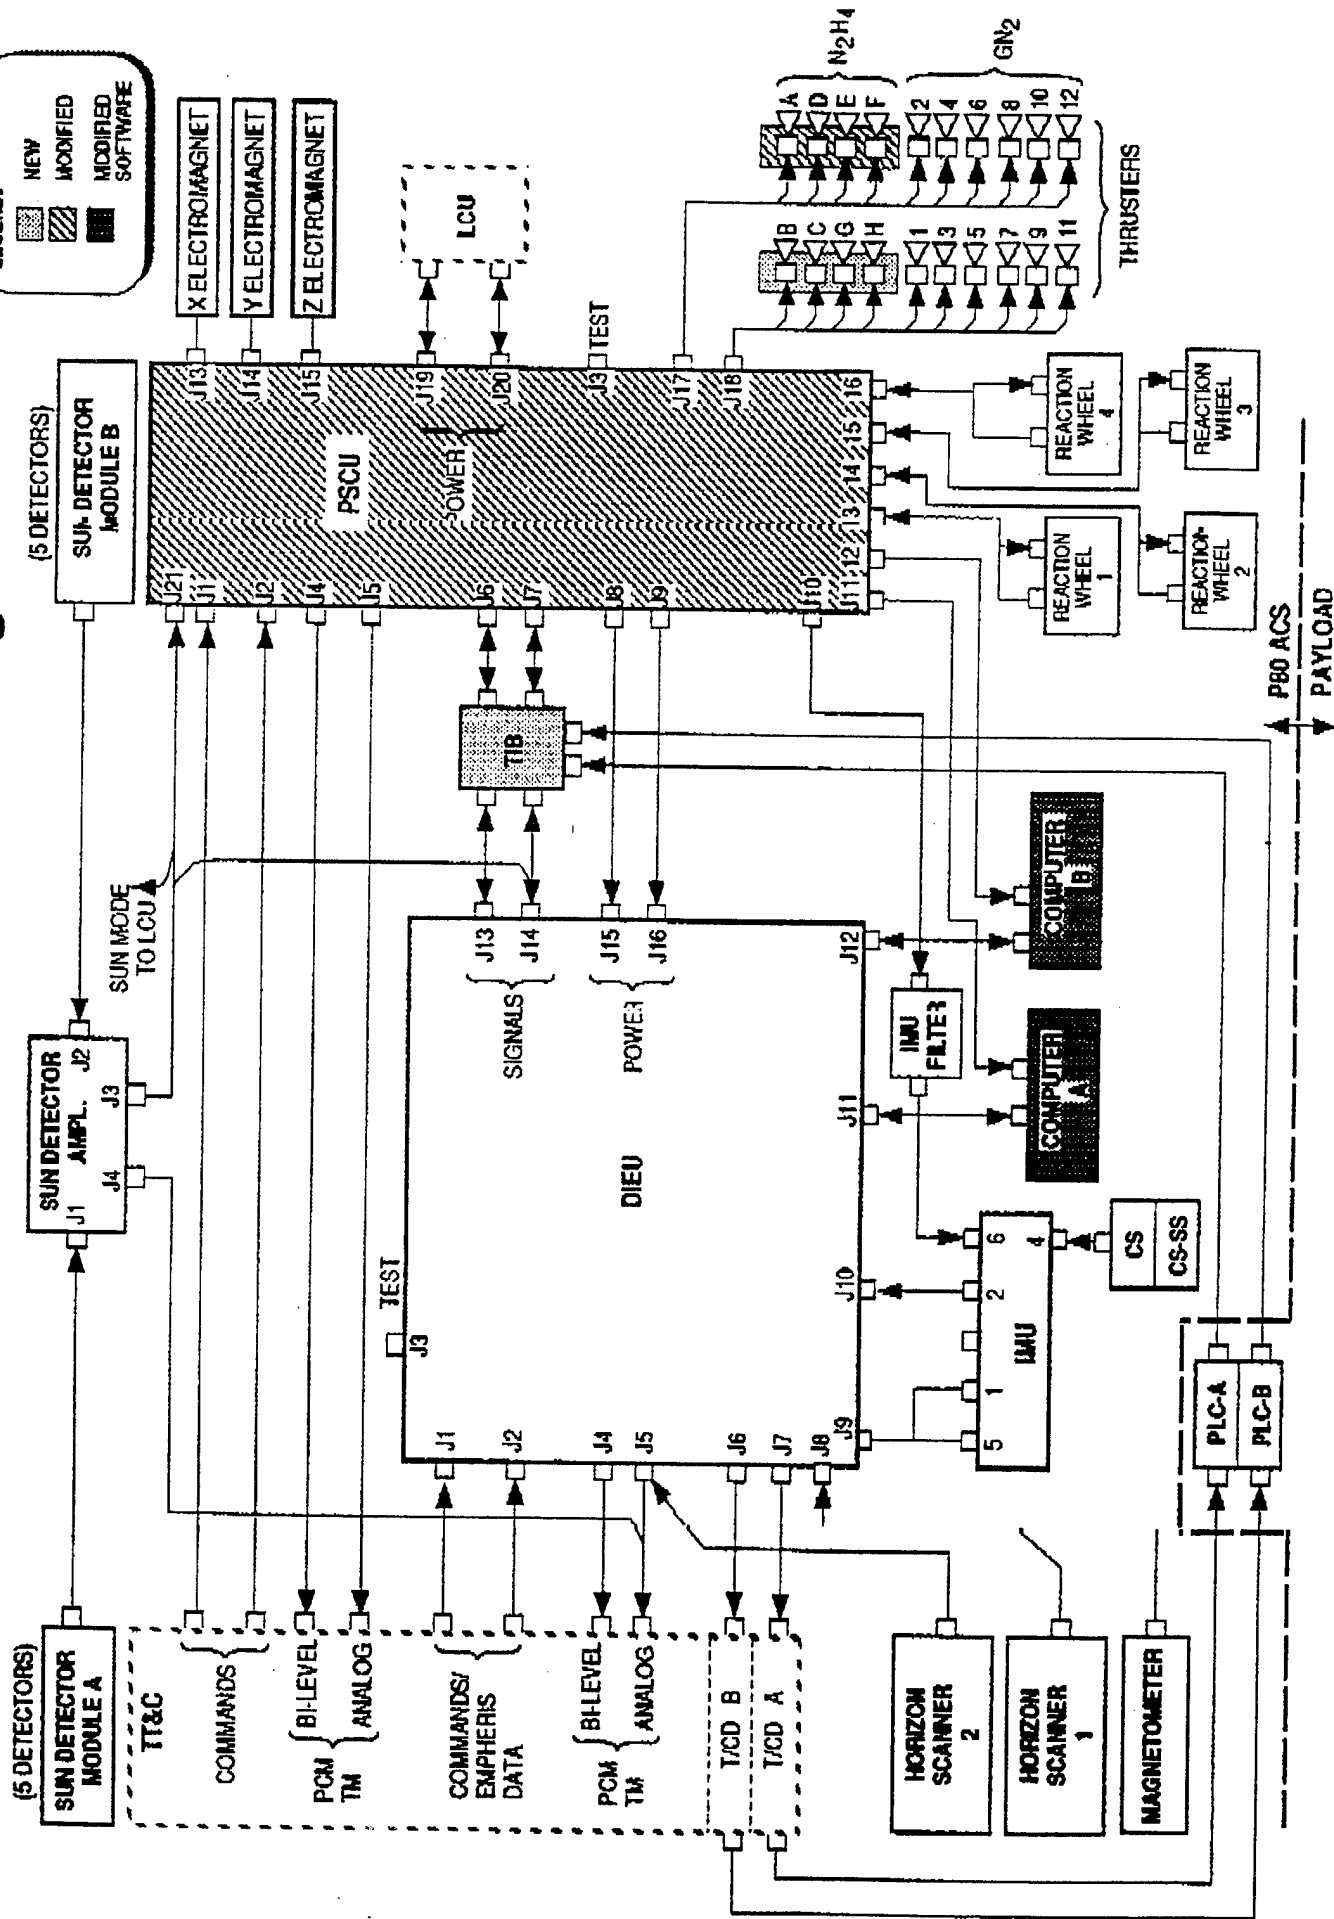 NEW
MODIFIED
MODIFIED
SOFTWARE
(5 DETECTORS)
SUN DETECTOR
MODULE A
SUN DETECTOR
AMPL.
J1
J4
J3
J2
(5 DETECTORS)
SUN DETECTOR
MODULE B
SUN MODE
TO LCU
TT&C
COMMANDS
BI-LEVEL
ANALOG
PCM
TM
COMMANDS/
EMPHERIS
DATA
BI-LEVEL
ANALOG
PCM
TM
T/CD B
T/CD A
HORIZON
SCANNER
2
HORIZON
SCANNER
1
MAGNETOMETER
TEST
J3
DIEU
J1
J2
J4
J5
J6
J7
J8
J9
J10
J11
J12
J13
J14
SIGNALS
J15
J16
POWER
TIB
PSCU
J21
J1
J2
J4
J5
J6
J7
J8
J9
J10
J11
12
13
14
15
16
J13
J14
J15
J19
J20
POWER
J3
TEST
J17
J18
X ELECTROMAGNET
Y ELECTROMAGNET
Z ELECTROMAGNET
LCU
B
C
G
H
1
3
5
7
9
11
A
D
E
F
2
4
6
8
10
12
N2H4
GN2
THRUSTERS
REACTION
WHEEL
1
REACTION
WHEEL
2
REACTION
WHEEL
4
REACTION
WHEEL
3
IMU
FILTER
COMPUTER
A
COMPUTER
B
IMU
5
1
2
6
4
CS
CS-SS
PLC-A
PLC-B
P80 ACS
PAYLOAD